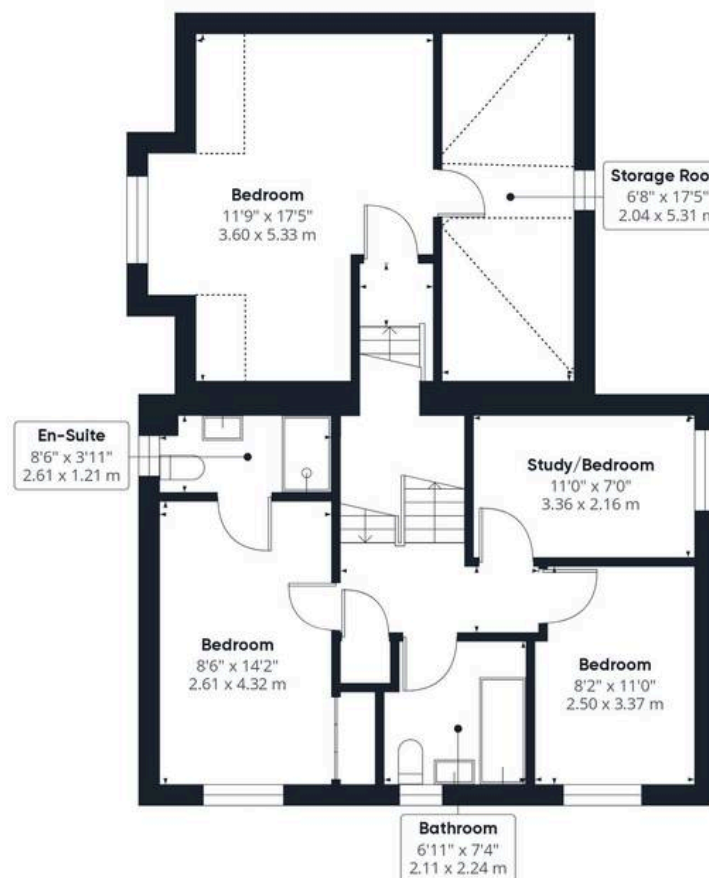 Bedroom
11'9" x 17'5"
3.60 x 5.33 m
Storage Roo
6'8" x 17'5"
2.04 x 5.31 m
En-Suite
8'6" x 3'11"
2.61 x 1.21 m
Study/Bedroom
11'0" x 7'0"
3.36 x 2.16 m
Bedroom
8'6" x 14'2"
2.61 x 4.32 m
Bedroom
8'2" x 11'0"
2.50 x 3.37 m
Bathroom
6'11" x 7'4"
2.11 x 2.24 m